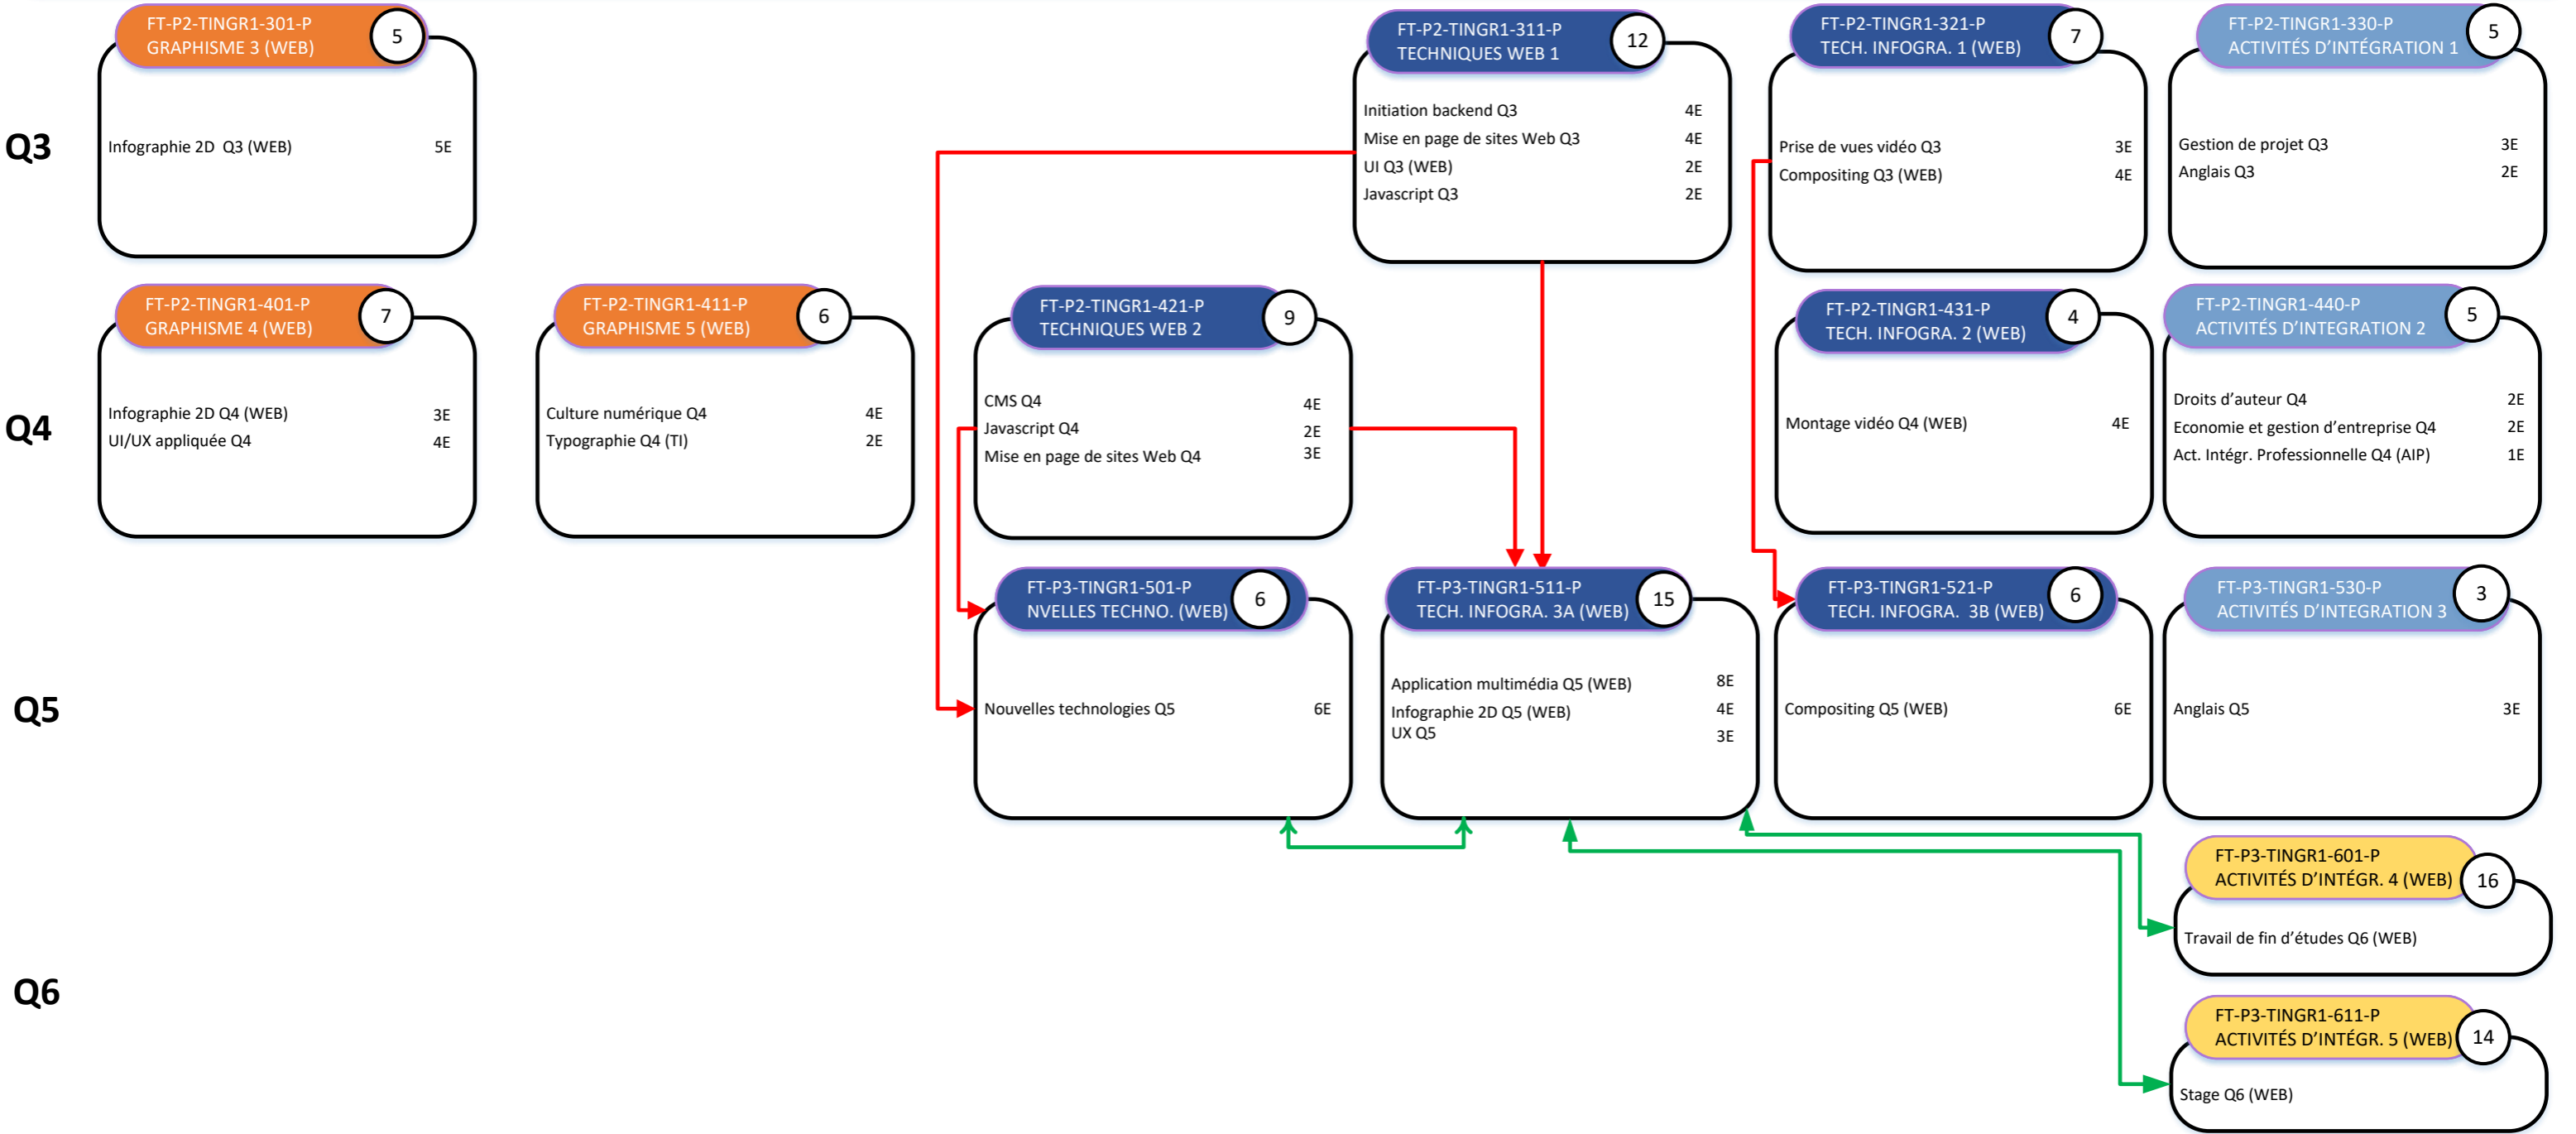 Q3
FT-P2-TINGR1-301-P
GRAPHISME 3 (WEB)
5
Infographie 2D  Q3 (WEB) 5E
FT-P2-TINGR1-311-P
TECHNIQUES WEB 1
12
Initiation backend Q3 4E
Mise en page de sites Web Q3 4E
UI Q3 (WEB) 2E
Javascript Q3 2E
FT-P2-TINGR1-321-P
TECH. INFOGRA. 1 (WEB)
7
Prise de vues vidéo Q3 3E
Compositing Q3 (WEB) 4E
FT-P2-TINGR1-330-P
ACTIVITÉS D’INTÉGRATION 1
5
Gestion de projet Q3 3E
Anglais Q3 2E
Q4
FT-P2-TINGR1-401-P
GRAPHISME 4 (WEB)
7
Infographie 2D Q4 (WEB) 3E
UI/UX appliquée Q4 4E
FT-P2-TINGR1-411-P
GRAPHISME 5 (WEB)
6
Culture numérique Q4 4E
Typographie Q4 (TI) 2E
FT-P2-TINGR1-421-P
TECHNIQUES WEB 2
9
CMS Q4 4E
Javascript Q4 2E
Mise en page de sites Web Q4 3E
FT-P2-TINGR1-431-P
TECH. INFOGRA. 2 (WEB)
4
Montage vidéo Q4 (WEB) 4E
FT-P2-TINGR1-440-P
ACTIVITÉS D’INTEGRATION 2
5
Droits d’auteur Q4 2E
Economie et gestion d’entreprise Q4 2E
Act. Intégr. Professionnelle Q4 (AIP) 1E
Q5
FT-P3-TINGR1-501-P
NVELLES TECHNO. (WEB)
6
Nouvelles technologies Q5 6E
FT-P3-TINGR1-511-P
TECH. INFOGRA. 3A (WEB)
15
Application multimédia Q5 (WEB) 8E
Infographie 2D Q5 (WEB) 4E
UX Q5 3E
FT-P3-TINGR1-521-P
TECH. INFOGRA.  3B (WEB)
6
Compositing Q5 (WEB) 6E
FT-P3-TINGR1-530-P
ACTIVITÉS D’INTEGRATION 3
3
Anglais Q5 3E
Q6
FT-P3-TINGR1-601-P
ACTIVITÉS D’INTÉGR. 4 (WEB)
16
Travail de fin d’études Q6 (WEB)
FT-P3-TINGR1-611-P
ACTIVITÉS D’INTÉGR. 5 (WEB)
14
Stage Q6 (WEB)